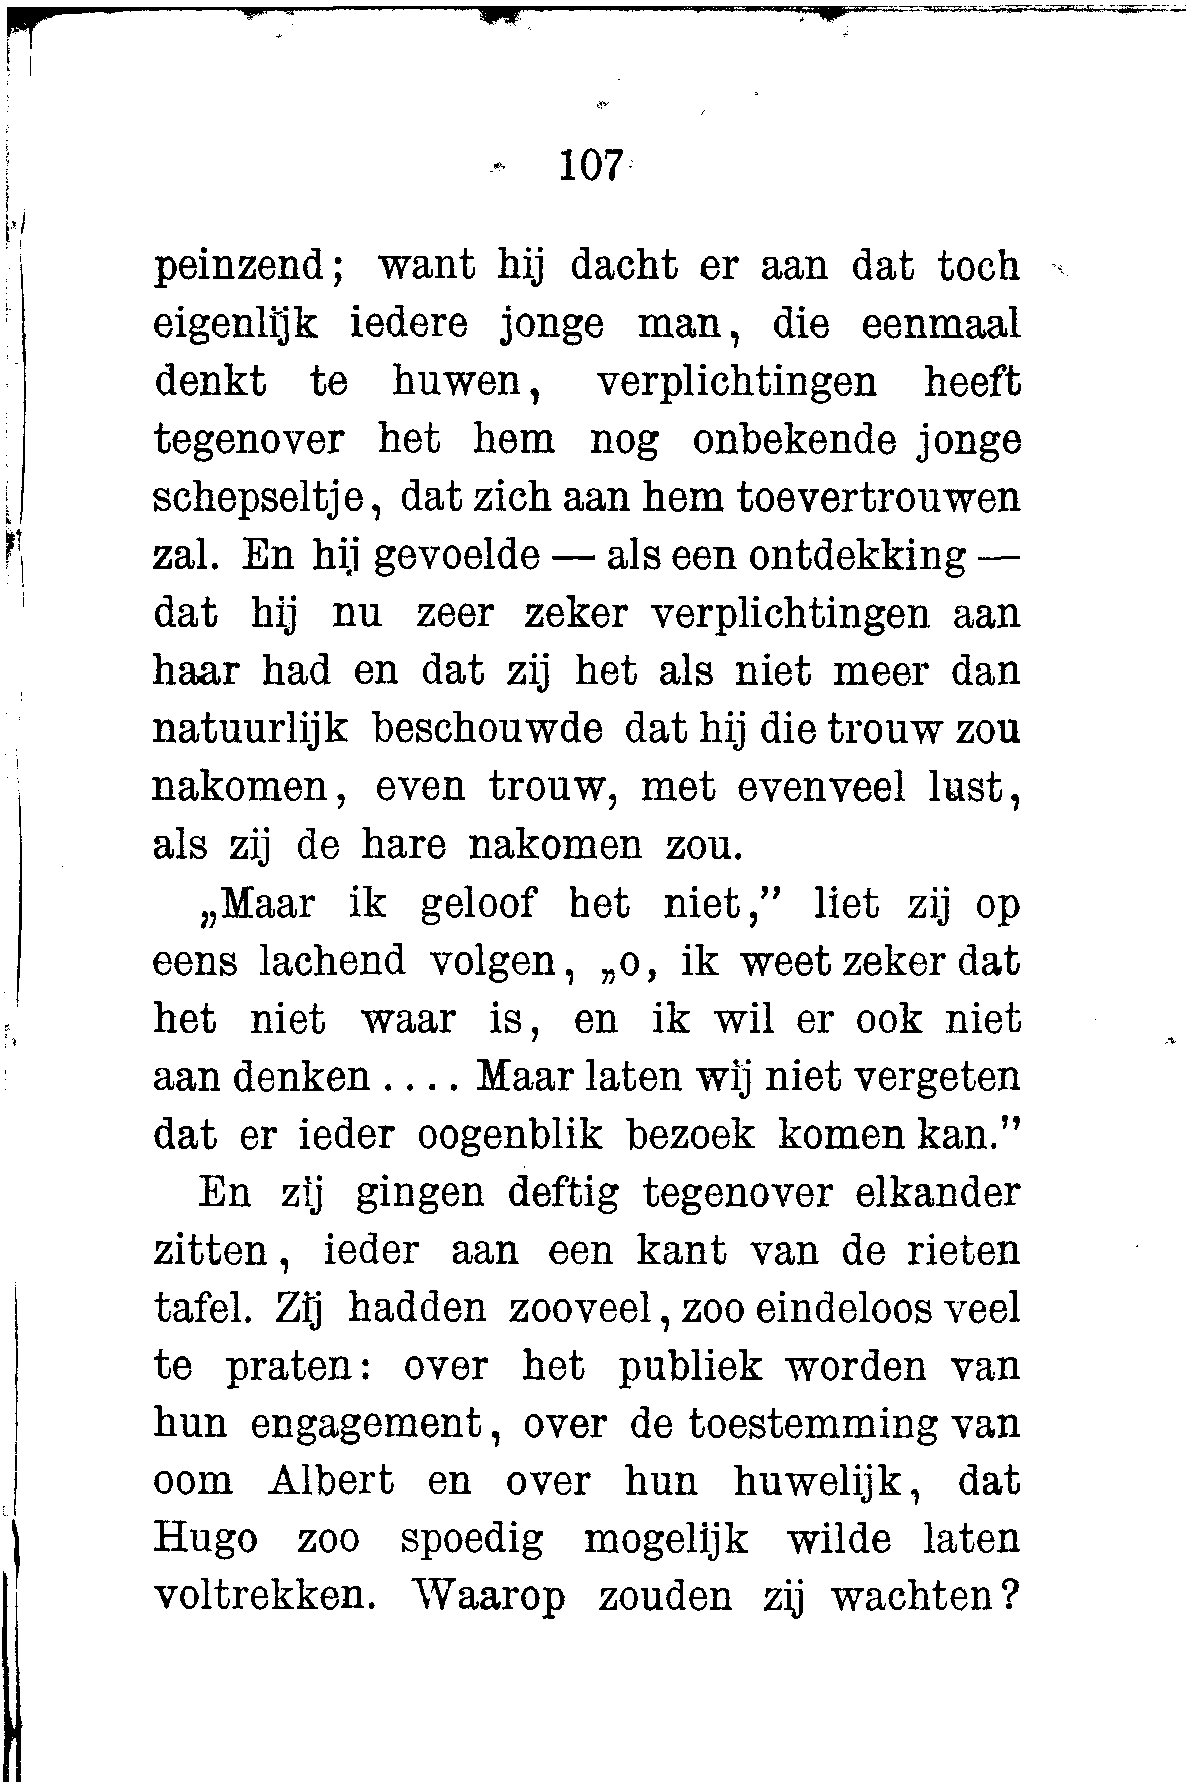 107
peinzend; want hij dacht er aan dat toch
eigenlijk iedere jonge man, die eenmaal
denkt te huwen, verplichtingen heeft
tegenover het hem nog onbekende jonge
schepseltje, dat zich aan hem toevertrouwen
zal. En hij gevoelde — als een ontdekking —
dat hij nu zeer zeker verplichtingen aan
haar had en dat zij het als niet meer dan
natuurlijk beschouwde dat hij die trouw zou
nakomen, even trouw, met evenveel lust,
als zij de hare nakomen zou.
„Maar ik geloof het niet,” liet zij op
eens lachend volgen, „o, ik weet zeker dat
het niet waar is, en ik wil er ook niet
aan denken .... Maar laten wij niet vergeten
dat er ieder oogenblik bezoek komen kan.”
En zij gingen deftig tegenover elkander
zitten, ieder aan een kant van de rieten
tafel. Zij hadden zooveel, zoo eindeloos veel
te praten: over het publiek worden van
hun engagement, over de toestemming van
oom Albert en over hun huwelijk, dat
Hugo zoo spoedig mogelijk wilde laten
voltrekken. Waarop zouden zij wachten?